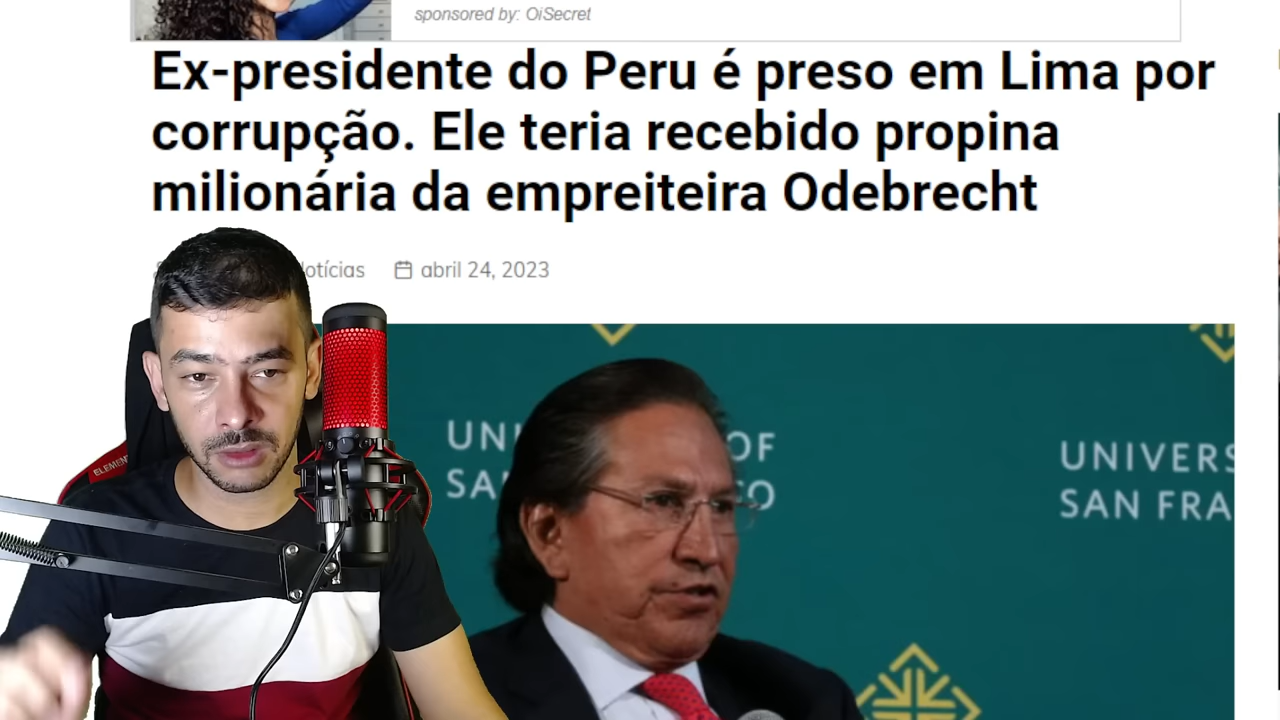 sponsored by: OiSecret
Ex-presidente do Peru é preso em Lima por
corrupção. Ele teria recebido propina
milionária da empreiteira Odebrecht
abril 24, 2023
OF
UNIVERS
SAN FRA